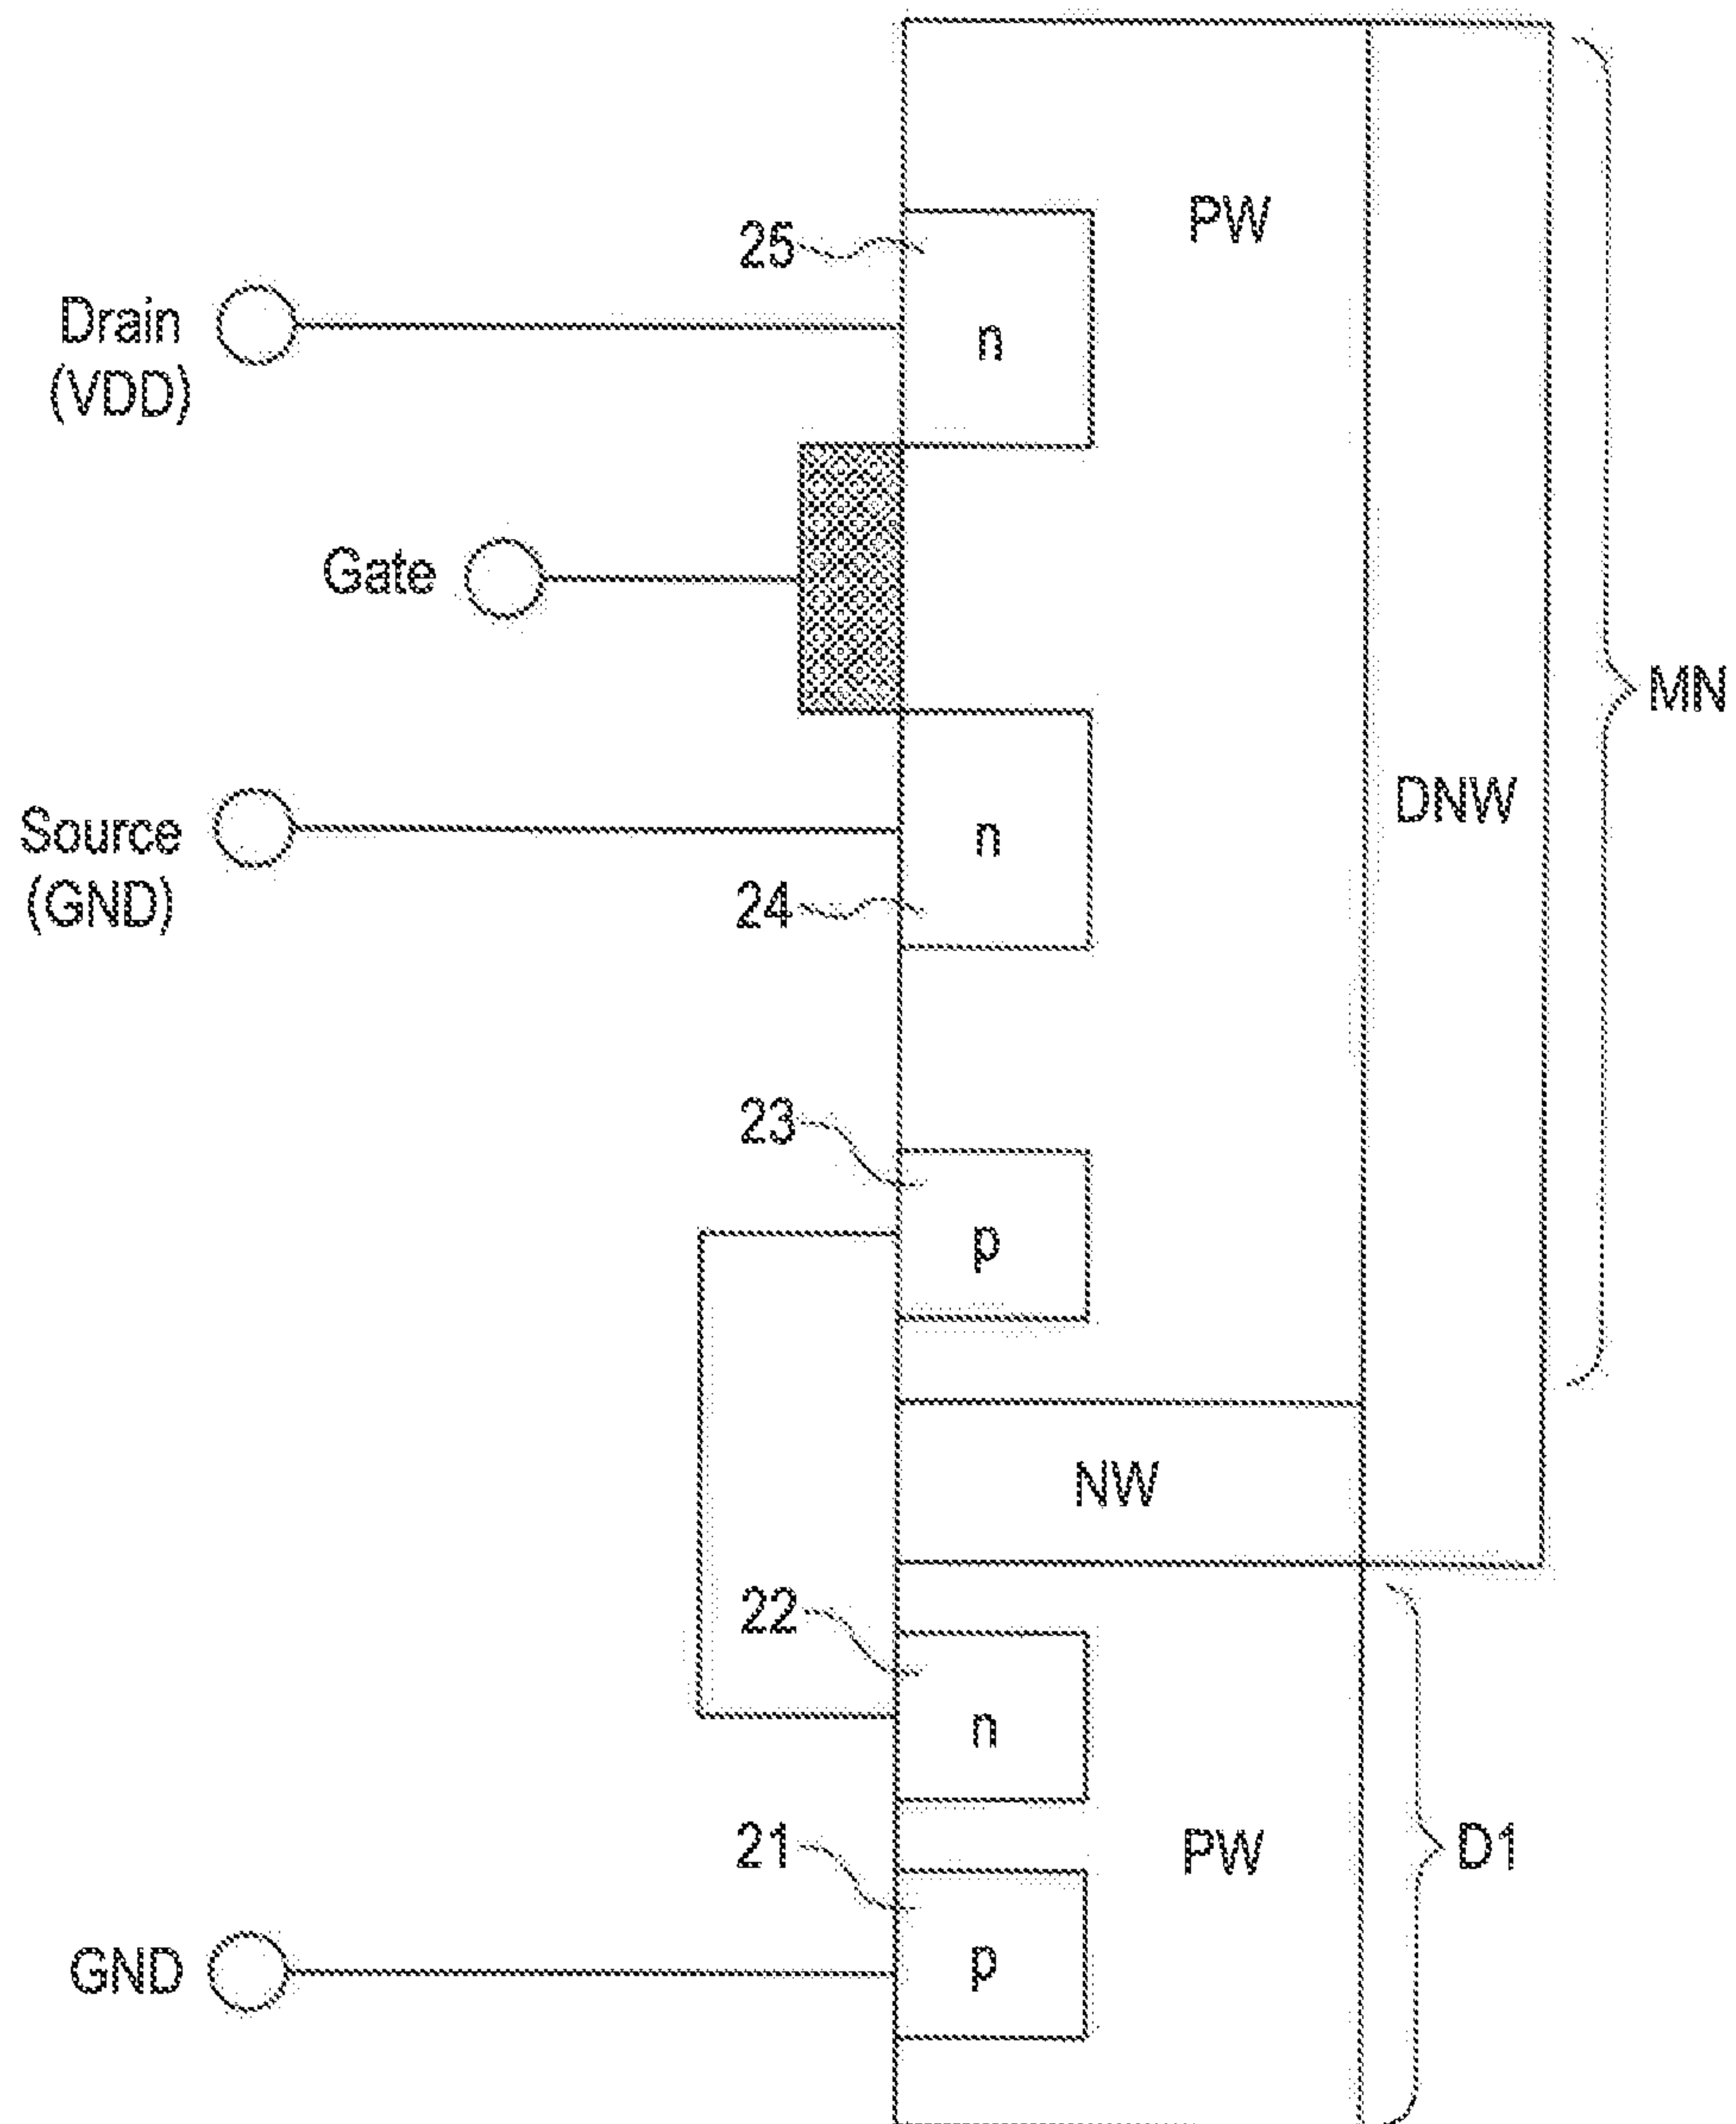 PW
25
Drain
(VDD)
n
Gate
MN
DNW
Source
(GND)
n
24
23
p
NW
22
n
21
PW
D1
GND
p